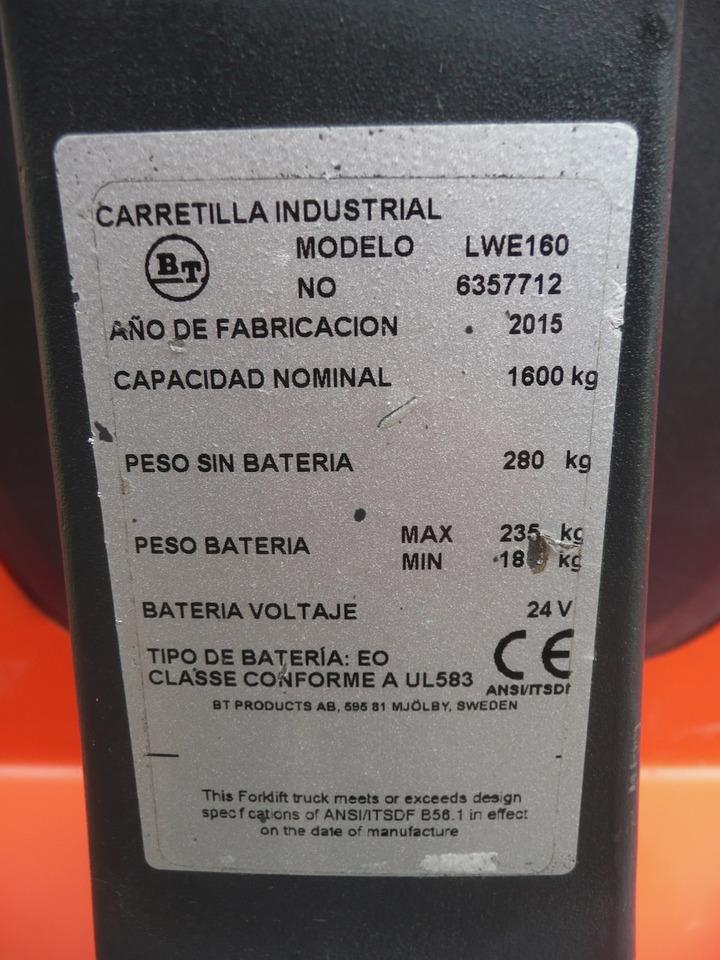 CARRETILLA INDUSTRIAL
BT
MODELO LWE160
NO 6357712
AÑO DE FABRICACION 2015
CAPACIDAD NOMINAL 1600 kg
PESO SIN BATERIA 280 kg
PESO BATERIA MAX 235 kg
MIN kg
BATERIA VOLTAJE 24 V
TIPO DE BATERÍA: EO
CLASSE CONFORME A UL583
CE
ANSI/ITSDF
BT PRODUCTS AB, 595 81 MJÖLBY, SWEDEN
This Forklift truck meets or exceeds design
specifications of ANSI/ITSDF B56.1 in effect
on the date of manufacture